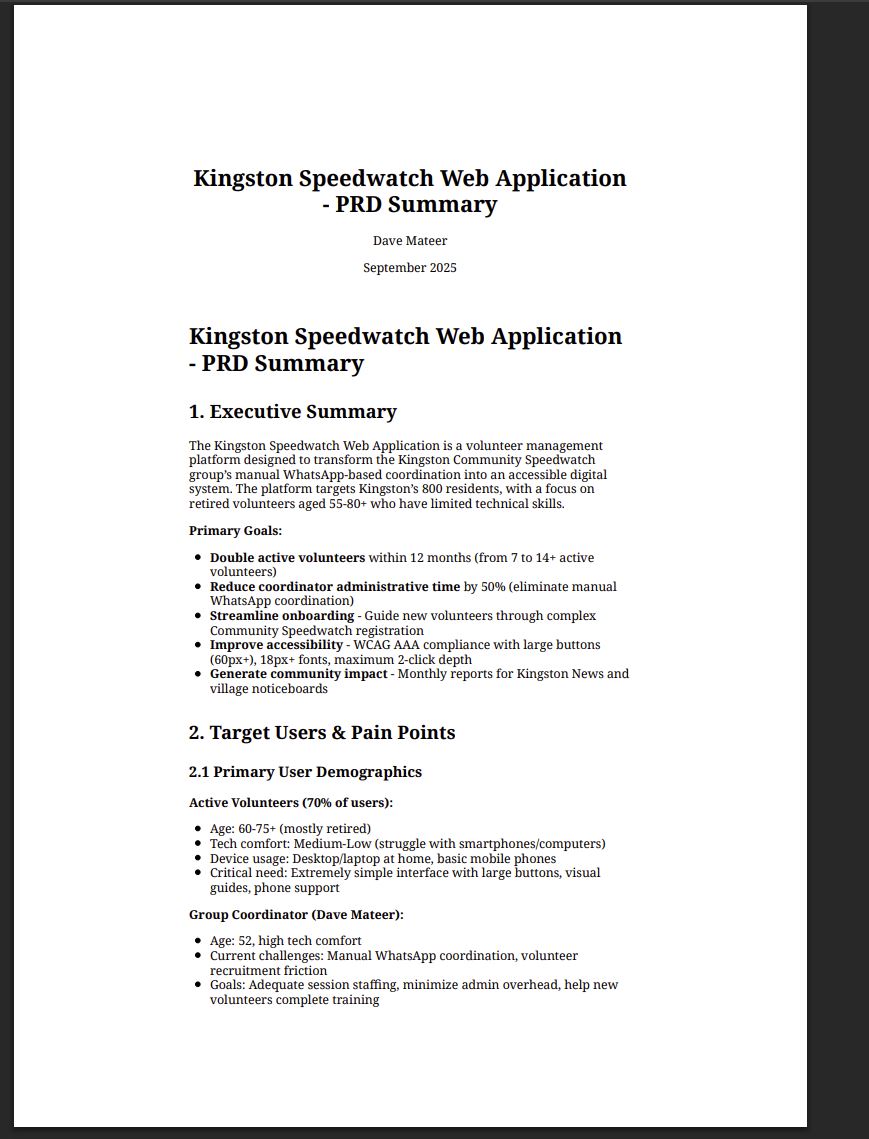 Kingston Speedwatch Web Application
- PRD Summary
Dave Mateer
September 2025
Kingston Speedwatch Web Application
- PRD Summary
1. Executive Summary
The Kingston Speedwatch Web Application is a volunteer management
platform designed to transform the Kingston Community Speedwatch
group’s manual WhatsApp-based coordination into an accessible digital
system. The platform targets Kingston’s 800 residents, with a focus on
retired volunteers aged 55-80+ who have limited technical skills.
Primary Goals:
• Double active volunteers within 12 months (from 7 to 14+ active
volunteers)
• Reduce coordinator administrative time by 50% (eliminate manual
WhatsApp coordination)
• Streamline onboarding - Guide new volunteers through complex
Community Speedwatch registration
• Improve accessibility - WCAG AAA compliance with large buttons
(60px+), 18px+ fonts, maximum 2-click depth
• Generate community impact - Monthly reports for Kingston News and
village noticeboards
2. Target Users & Pain Points
2.1 Primary User Demographics
Active Volunteers (70% of users):
• Age: 60-75+ (mostly retired)
• Tech comfort: Medium-Low (struggle with smartphones/computers)
• Device usage: Desktop/laptop at home, basic mobile phones
• Critical need: Extremely simple interface with large buttons, visual
guides, phone support
Group Coordinator (Dave Mateer):
• Age: 52, high tech comfort
• Current challenges: Manual WhatsApp coordination, volunteer
recruitment friction
• Goals: Adequate session staffing, minimize admin overhead, help new
volunteers complete training